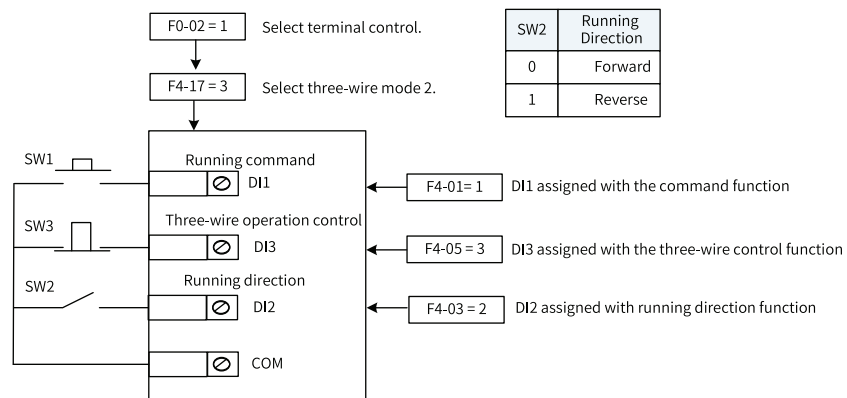 F0-02 = 1
Select terminal control.
F4-17 = 3
Select three-wire mode 2.
SW2
Running
Direction
0
Forward
1
Reverse
SW1
Running command
DI1
F4-01= 1
DI1 assigned with the command function
SW3
Three-wire operation control
DI3
F4-05 = 3
DI3 assigned with the three-wire control function
SW2
Running direction
DI2
F4-03 = 2
DI2 assigned with running direction function
COM